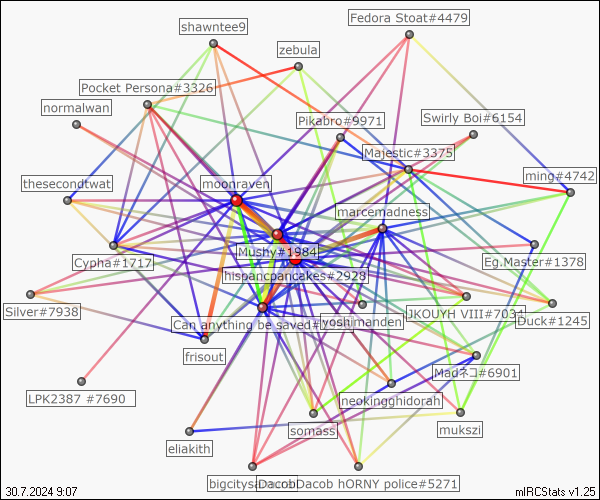 Fedora Stoat#4479
shawntee9
zebula
Pocket Persona#3326
normalwan
Pikabro#9971
Swirly Boi#6154
Majestic#3375
ming#4742
thesecondtwat
moonraven
marcemadness
Mushy#1984
Cypha#1717
Eg.Master#1378
hispancpancakes#2928
Silver#7938
Can anything be saved#
yoshimanden
JKOUYH VIII#7034
Duck#1245
frisout
Madネコ#6901
LPK2387 #7690
neokingghidorah
somass
mukszi
eliakith
bigcitys
DacobDacob hORNY police#5271
30.7.2024 9:07
mIRCStats v1.25